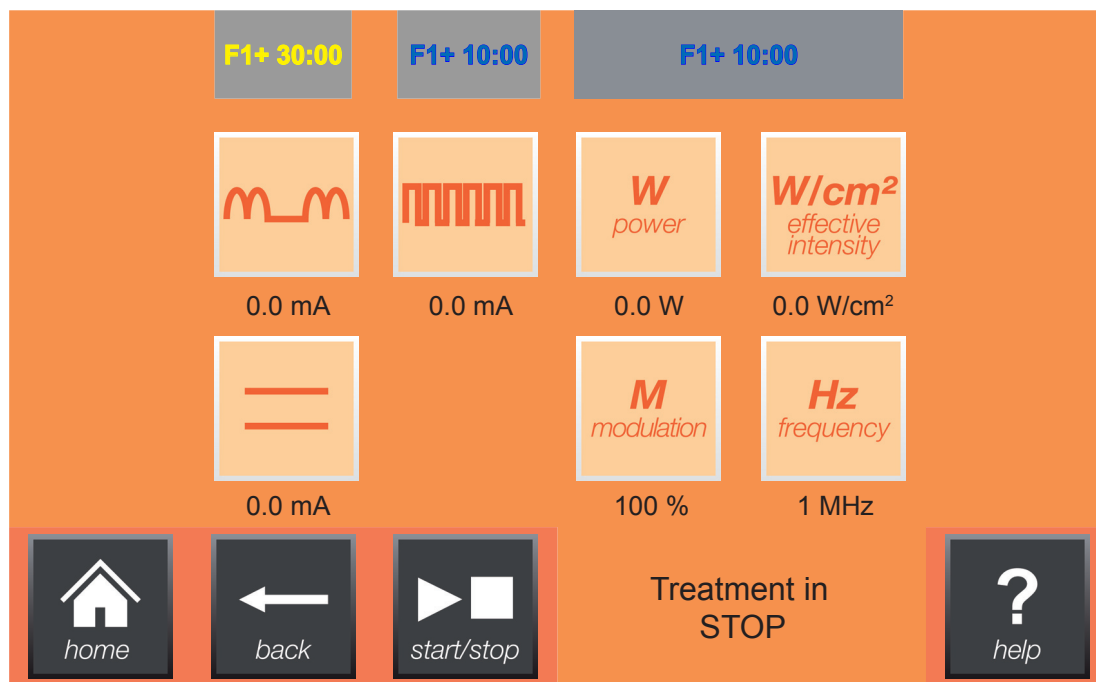 F1+ 30:00
F1+ 10:00
F1+ 10:00
W
power
W/cm²
effective
intensity
0.0 mA
0.0 mA
0.0 W
0.0 W/cm²
M
modulation
Hz
frequency
0.0 mA
100 %
1 MHz
home
back
start/stop
Treatment in
STOP
?
help